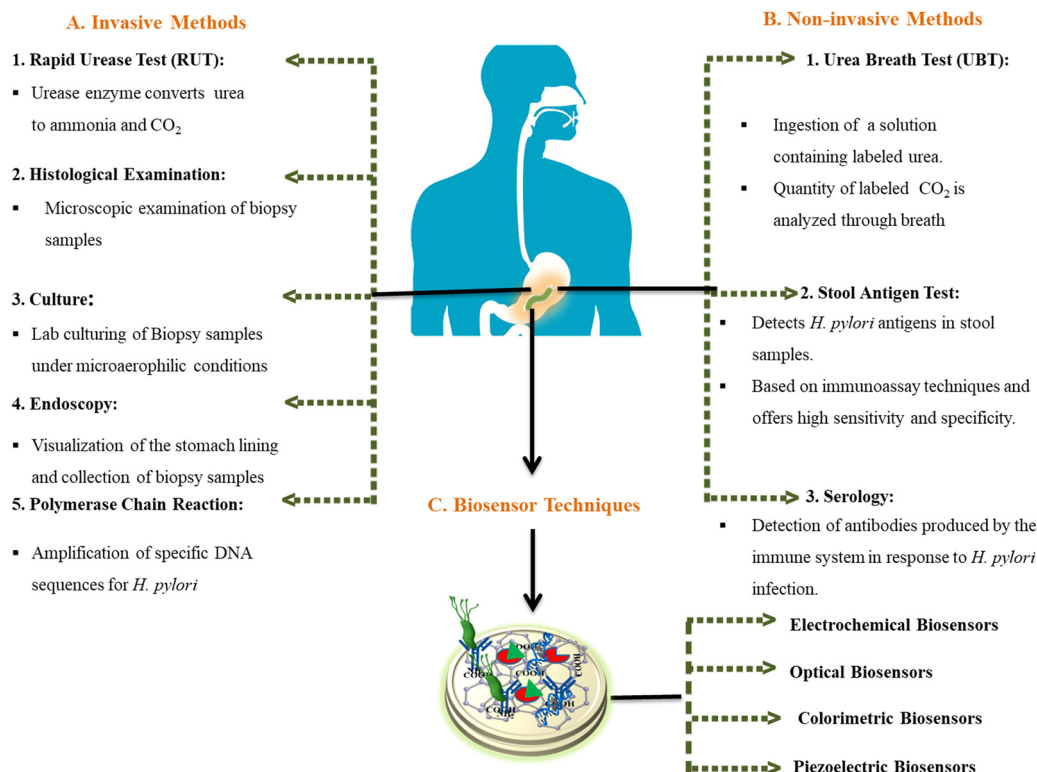 A. Invasive Methods
1. Rapid Urease Test (RUT):
▪ Urease enzyme converts urea
to ammonia and CO₂
2. Histological Examination:
▪ Microscopic examination of biopsy
samples
3. Culture:
▪ Lab culturing of Biopsy samples
under microaerophilic conditions
4. Endoscopy:
▪ Visualization of the stomach lining
and collection of biopsy samples
5. Polymerase Chain Reaction:
▪ Amplification of specific DNA
sequences for H. pylori
B. Non-invasive Methods
1. Urea Breath Test (UBT):
▪ Ingestion of a solution
containing labeled urea.
▪ Quantity of labeled CO₂ is
analyzed through breath
2. Stool Antigen Test:
▪ Detects H. pylori antigens in stool
samples.
▪ Based on immunoassay techniques and
offers high sensitivity and specificity.
3. Serology:
▪ Detection of antibodies produced by the
immune system in response to H. pylori
infection.
C. Biosensor Techniques
COOH
Electrochemical Biosensors
Optical Biosensors
Colorimetric Biosensors
Piezoelectric Biosensors